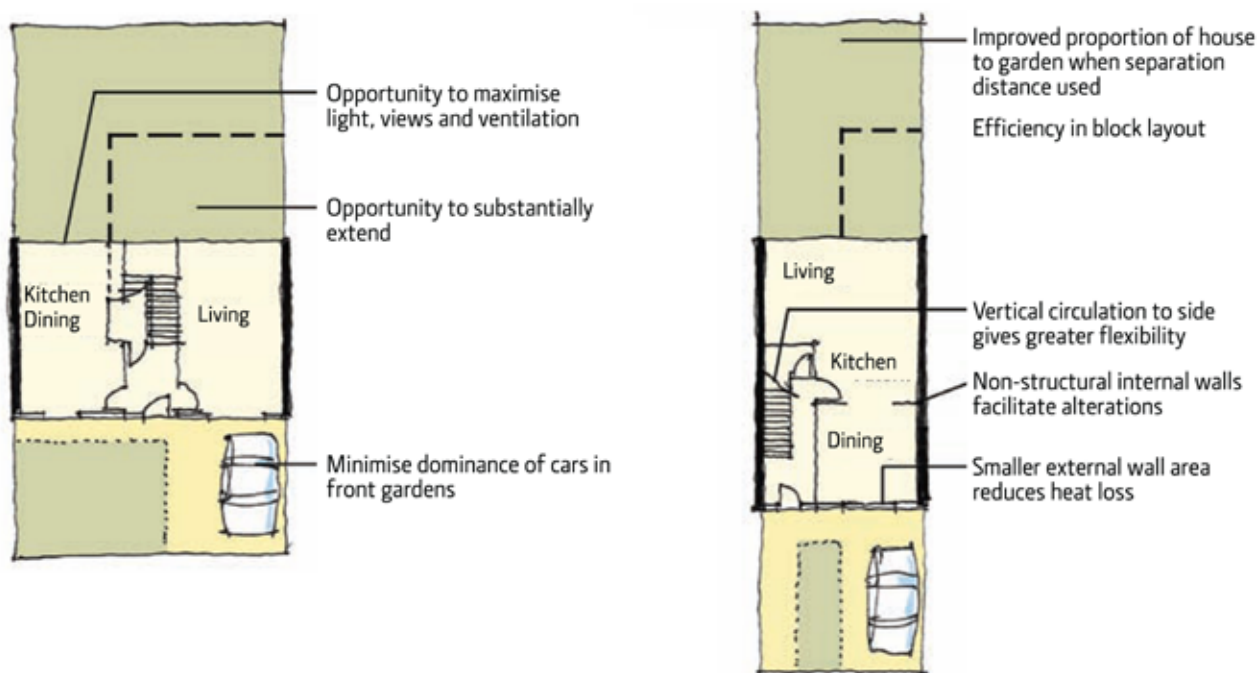 Opportunity to maximise
light, views and ventilation
Opportunity to substantially
extend
Kitchen
Dining
Living
Minimise dominance of cars in
front gardens
Improved proportion of house
to garden when separation
distance used
Efficiency in block layout
Living
Vertical circulation to side
gives greater flexibility
Kitchen
Non-structural internal walls
facilitate alterations
Dining
Smaller external wall area
reduces heat loss